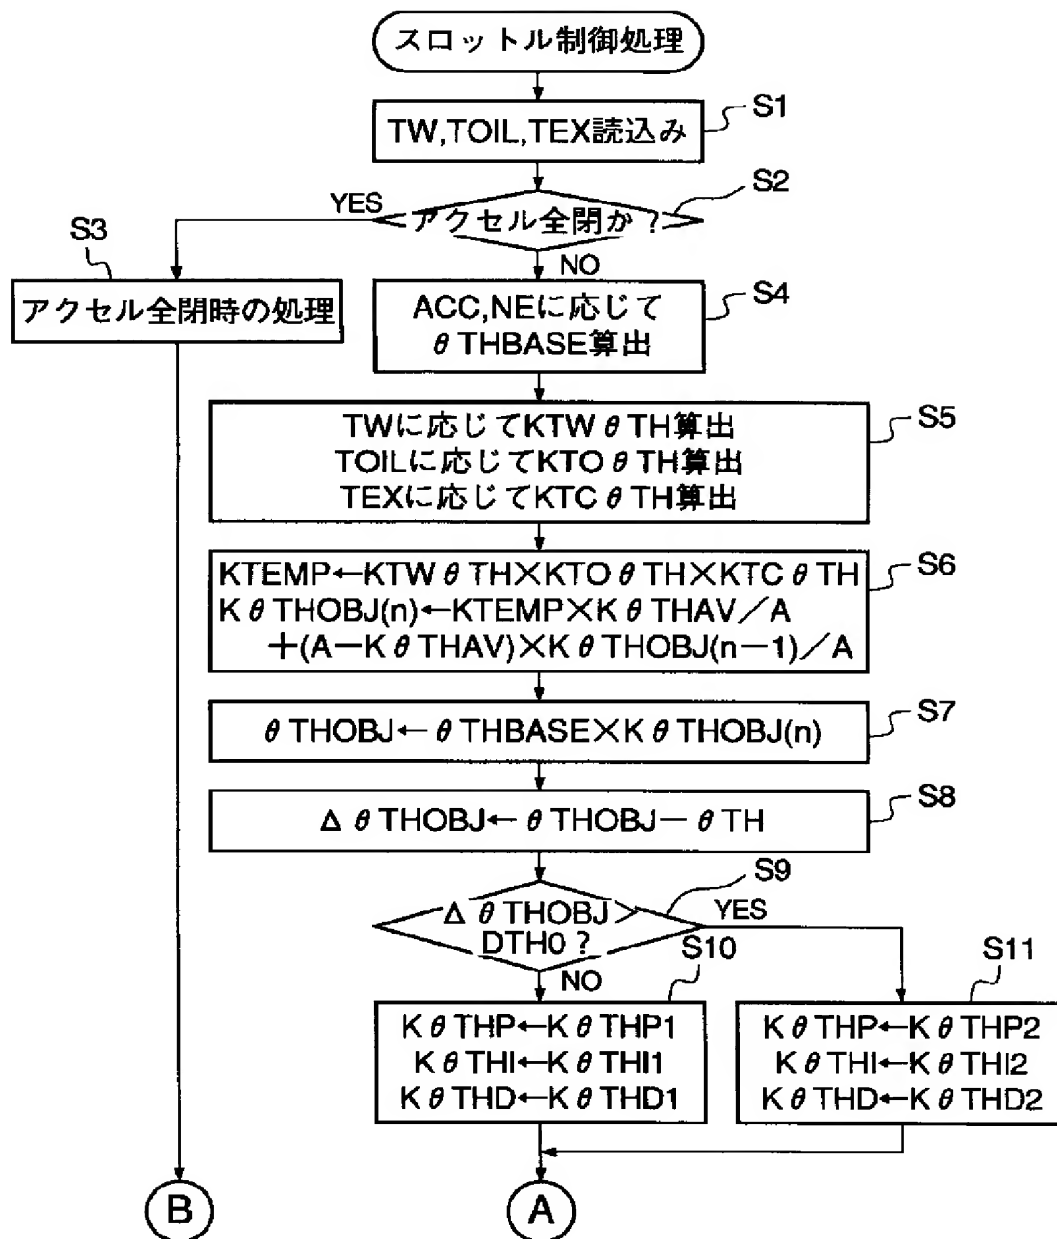 スロットル制御処理
S1
TW,TOIL,TEX読込み
S2
YES
アクセル全閉か？
S3
NO
アクセル全閉時の処理
S4
ACC,NEに応じて
θTHBASE算出
S5
TWに応じてKTWθTH算出
TOILに応じてKTOθTH算出
TEXに応じてKTCθTH算出
S6
KTEMP←KTWθTH×KTOθTH×KTCθTH
KθTHOBJ(n)←KTEMP×KθTHAV／A
＋(A－KθTHAV)×KθTHOBJ(n－1)／A
S7
θTHOBJ←θTHBASE×KθTHOBJ(n)
S8
ΔθTHOBJ←θTHOBJ－θTH
S9
ΔθTHOBJ＞
DTH0？
YES
NO
S10
KθTHP←KθTHP1
KθTHI←KθTHI1
KθTHD←KθTHD1
S11
KθTHP←KθTHP2
KθTHI←KθTHI2
KθTHD←KθTHD2
B
A